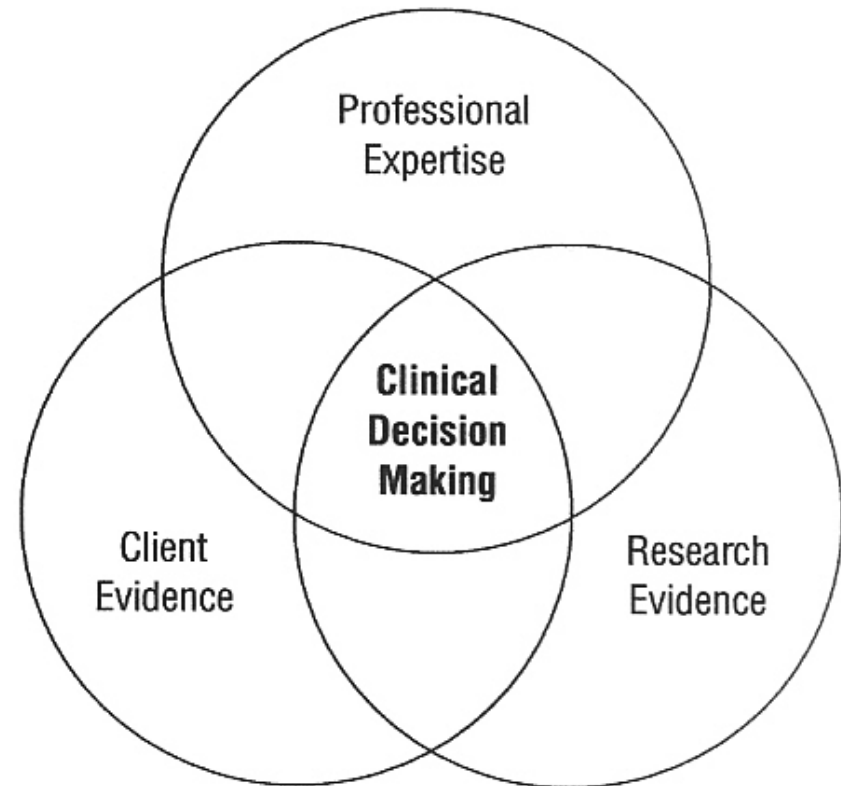 Professional
Expertise
Clinical
Decision
Making
Client
Evidence
Research
Evidence